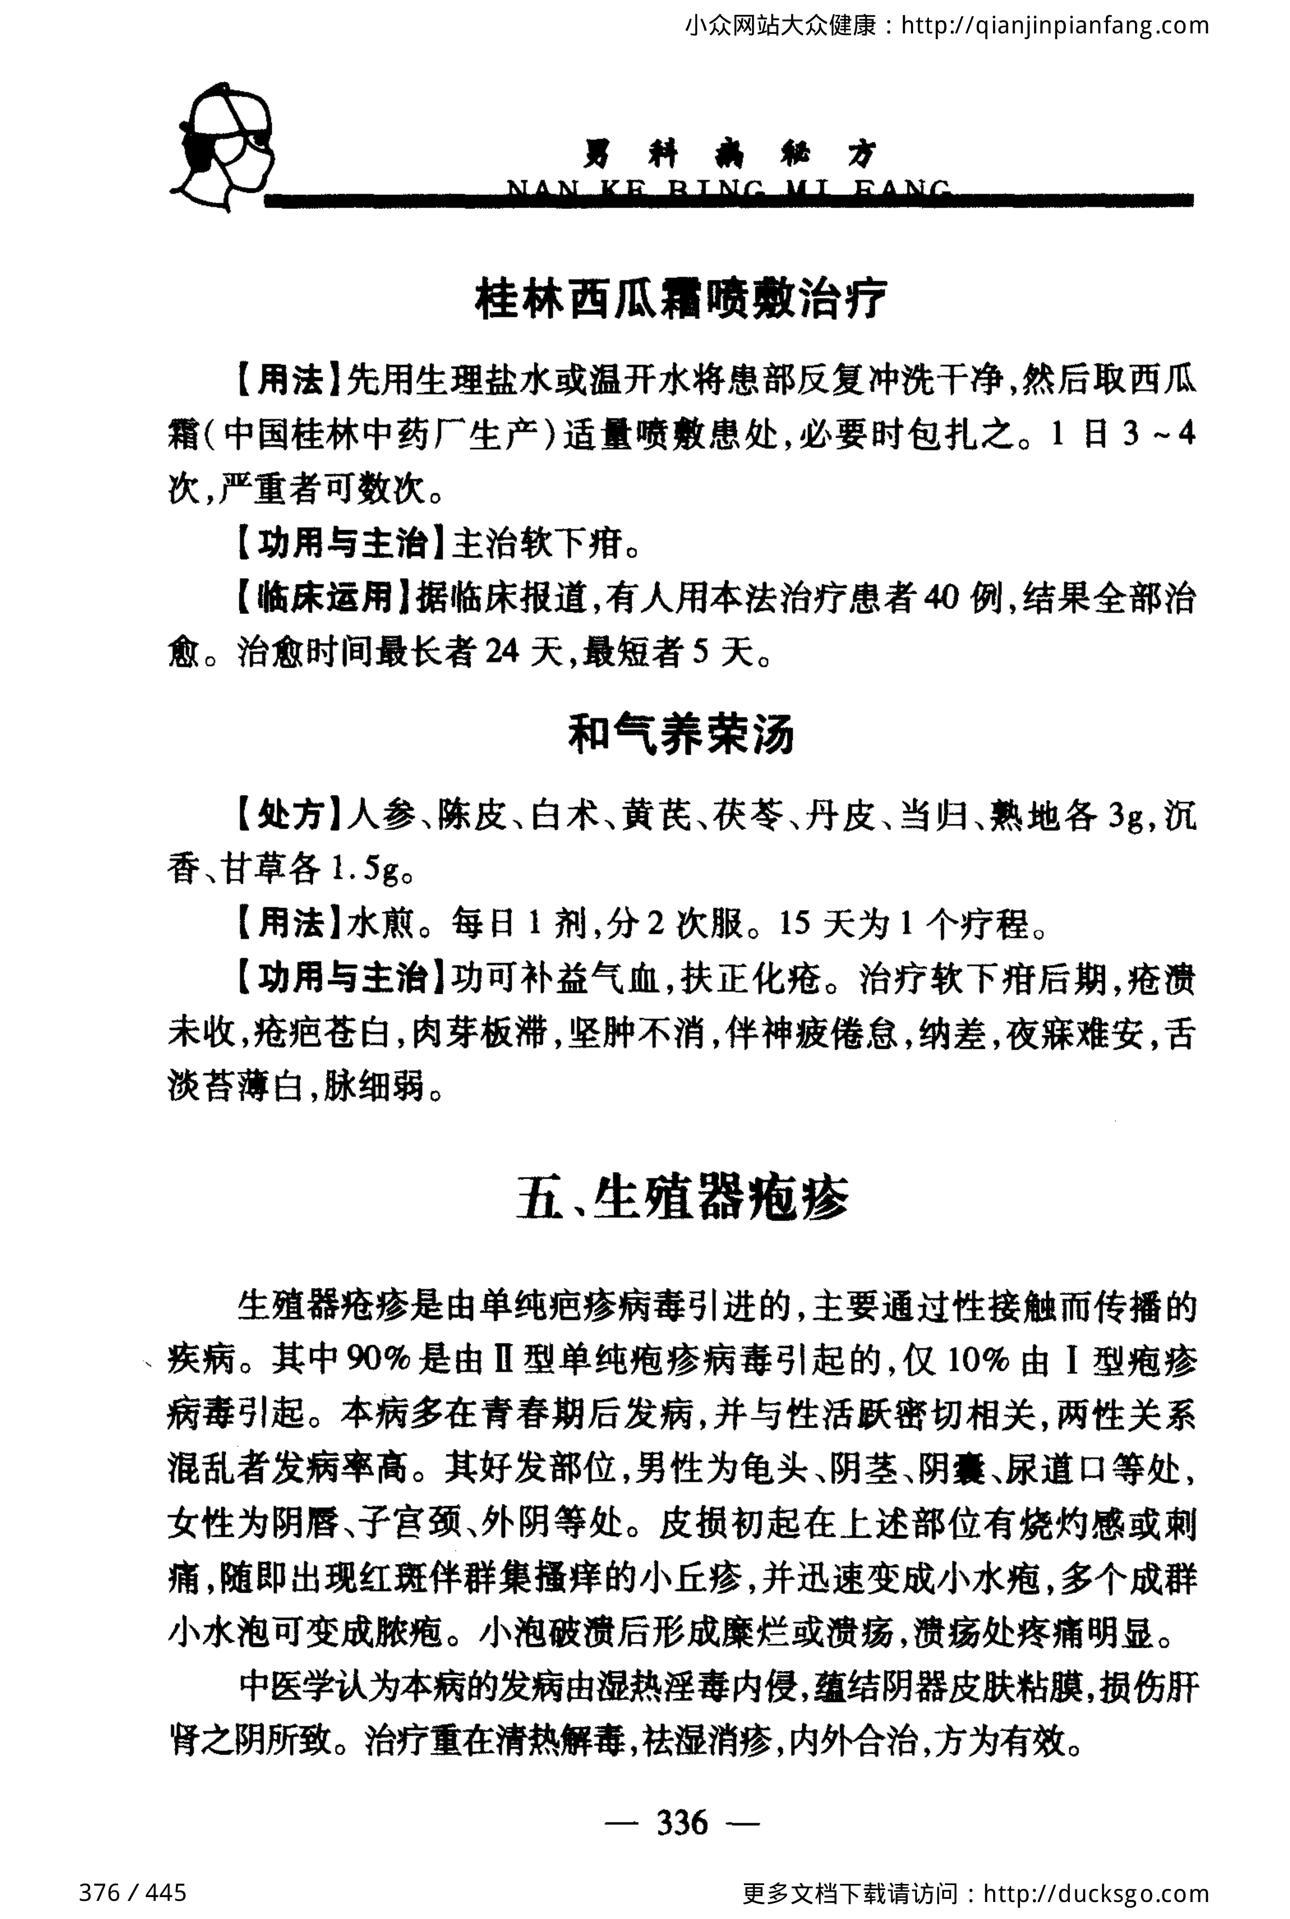 小众网站大众健康：http://qianjinpianfang.com
男科病秘方
NAN KE BING MI FANG
桂林西瓜霜喷敷治疗
【用法】先用生理盐水或温开水将患部反复冲洗干净,然后取西瓜
霜(中国桂林中药厂生产)适量喷敷患处,必要时包扎之。1 日 3 ~ 4
次,严重者可数次。
【功用与主治】主治软下疳。
【临床运用】据临床报道,有人用本法治疗患者 40 例,结果全部治
愈。治愈时间最长者 24 天,最短者 5 天。
和气养荣汤
【处方】人参、陈皮、白术、黄芪、茯苓、丹皮、当归、熟地各 3g,沉
香、甘草各 1.5g。
【用法】水煎。每日 1 剂,分 2 次服。15 天为 1 个疗程。
【功用与主治】功可补益气血,扶正化疮。治疗软下疳后期,疮溃
未收,疮疤苍白,肉芽板滞,坚肿不消,伴神疲倦怠,纳差,夜寐难安,舌
淡苔薄白,脉细弱。
五、生殖器疱疹
生殖器疮疹是由单纯疤疹病毒引进的,主要通过性接触而传播的
疾病。其中 90% 是由 Ⅱ 型单纯疱疹病毒引起的,仅 10% 由 Ⅰ 型疱疹
病毒引起。本病多在青春期后发病,并与性活跃密切相关,两性关系
混乱者发病率高。其好发部位,男性为龟头、阴茎、阴囊、尿道口等处,
女性为阴唇、子宫颈、外阴等处。皮损初起在上述部位有烧灼感或刺
痛,随即出现红斑伴群集搔痒的小丘疹,并迅速变成小水疱,多个成群
小水泡可变成脓疱。小泡破溃后形成糜烂或溃疡,溃疡处疼痛明显。
中医学认为本病的发病由湿热淫毒内侵,蕴结阴器皮肤粘膜,损伤肝
肾之阴所致。治疗重在清热解毒,祛湿消疹,内外合治,方为有效。
— 336 —
376 / 445
更多文档下载请访问：http://ducksgo.com